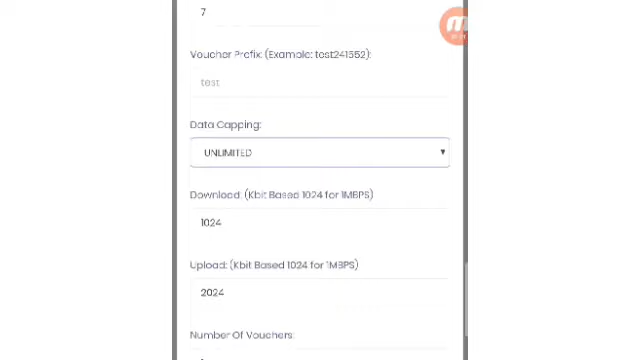 7
Voucher Prefix: (Example: test241552):
test
Data Capping:
UNLIMITED
Download: (Kbit Based 1024 for 1MBPS)
1024
Upload: (Kbit Based 1024 for 1MBPS)
2024
Number Of Vouchers: